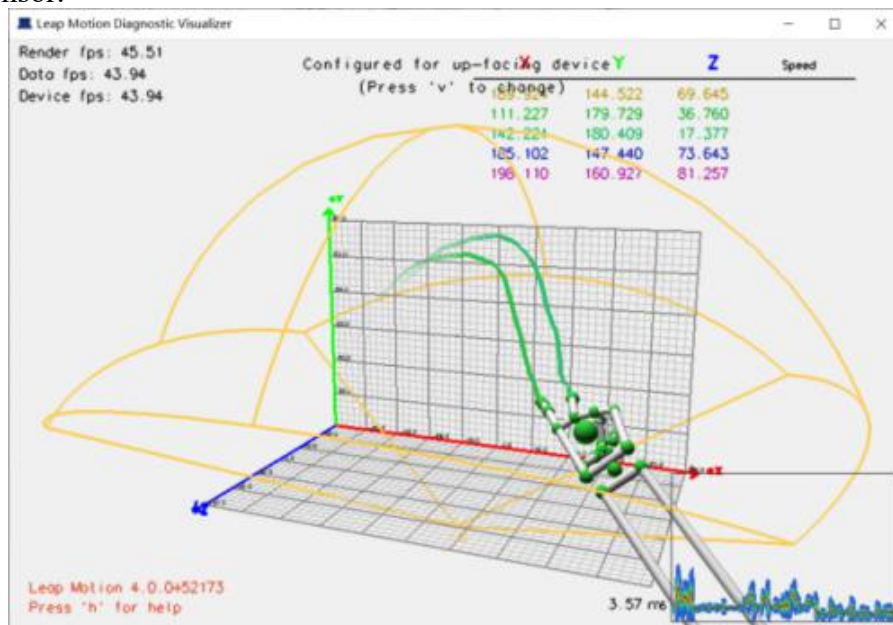 Leap Motion Diagnostic Visualizer
Render fps: 45.51
Data fps: 43.94
Device fps: 43.94
Configured for up-facing device
(Press 'v' to change)
X Y Z Speed
144.522 69.645
111.227 179.729 36.760
142.221 180.409 17.377
185.102 147.440 73.643
196.110 160.927 81.257
+Y
+X
Leap Motion 4.0.0+52173
Press 'h' for help
3.57 ms